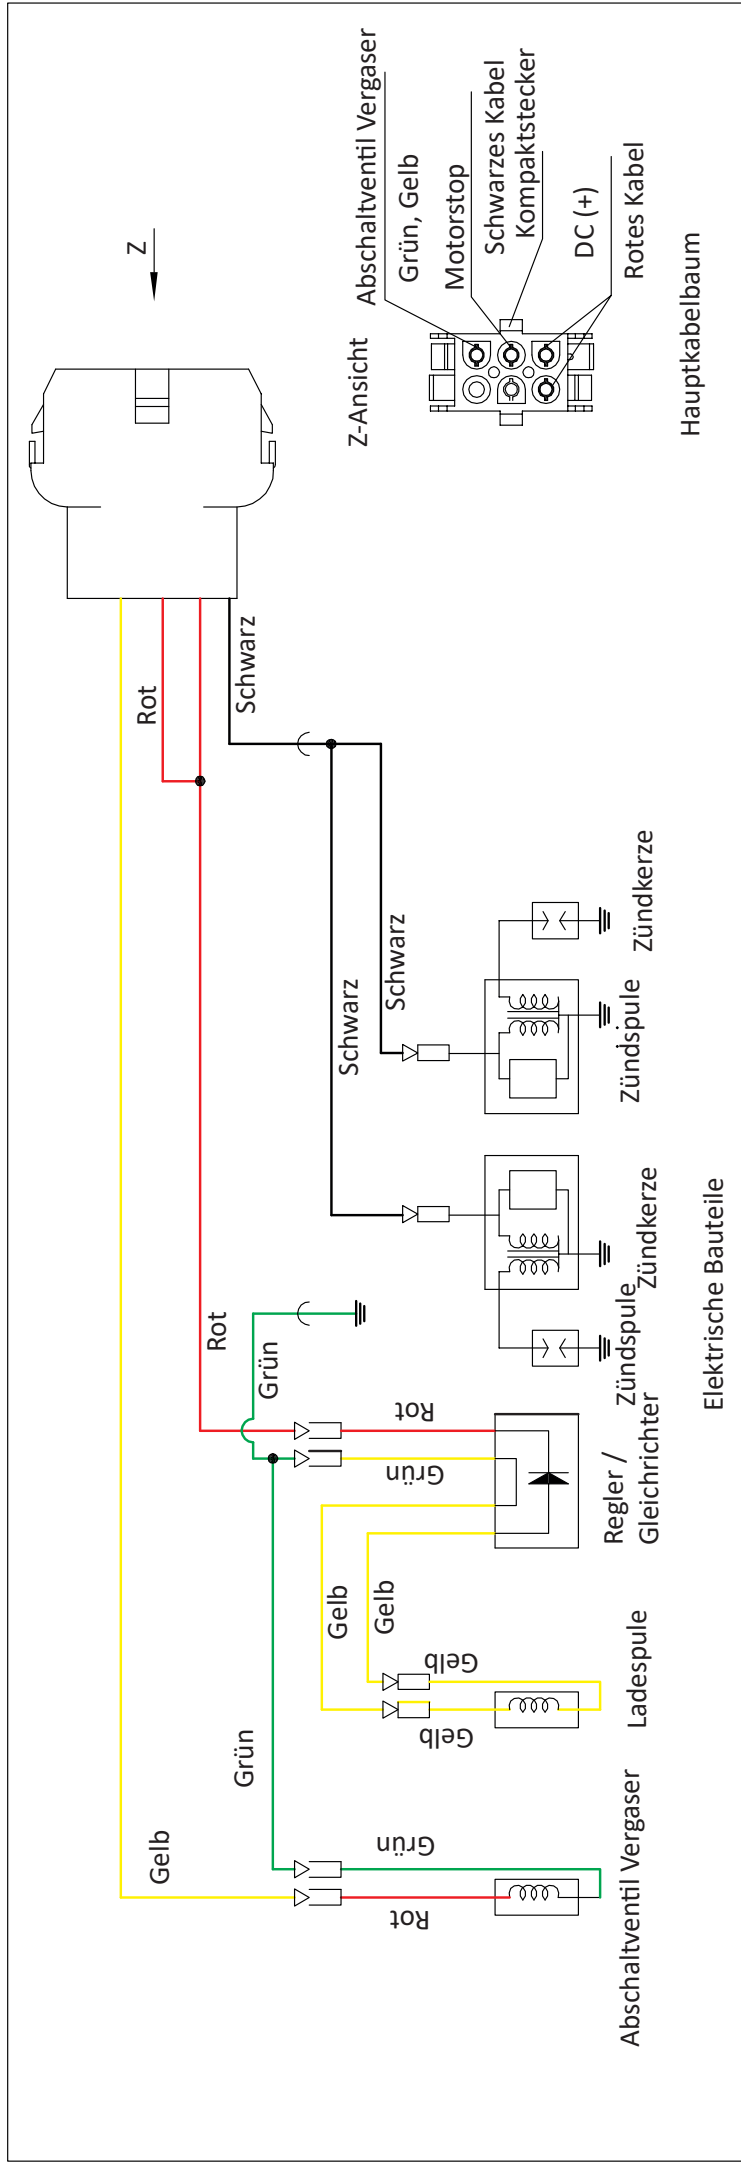 Z
Z-Ansicht
Abschaltventil Vergaser
Grün, Gelb
Motorstop
Schwarzes Kabel
Kompaktstecker
DC (+)
Rotes Kabel
Hauptkabelbaum
Rot
Schwarz
Schwarz
Schwarz
Gelb
Rot
Grün
Grün
Rot
Grün
Gelb
Gelb
Gelb
Gelb
Grün
Rot
Abschaltventil Vergaser
Ladespule
Regler /
Gleichrichter
Zündspule
Zündkerze
Zündspule
Zündkerze
Elektrische Bauteile